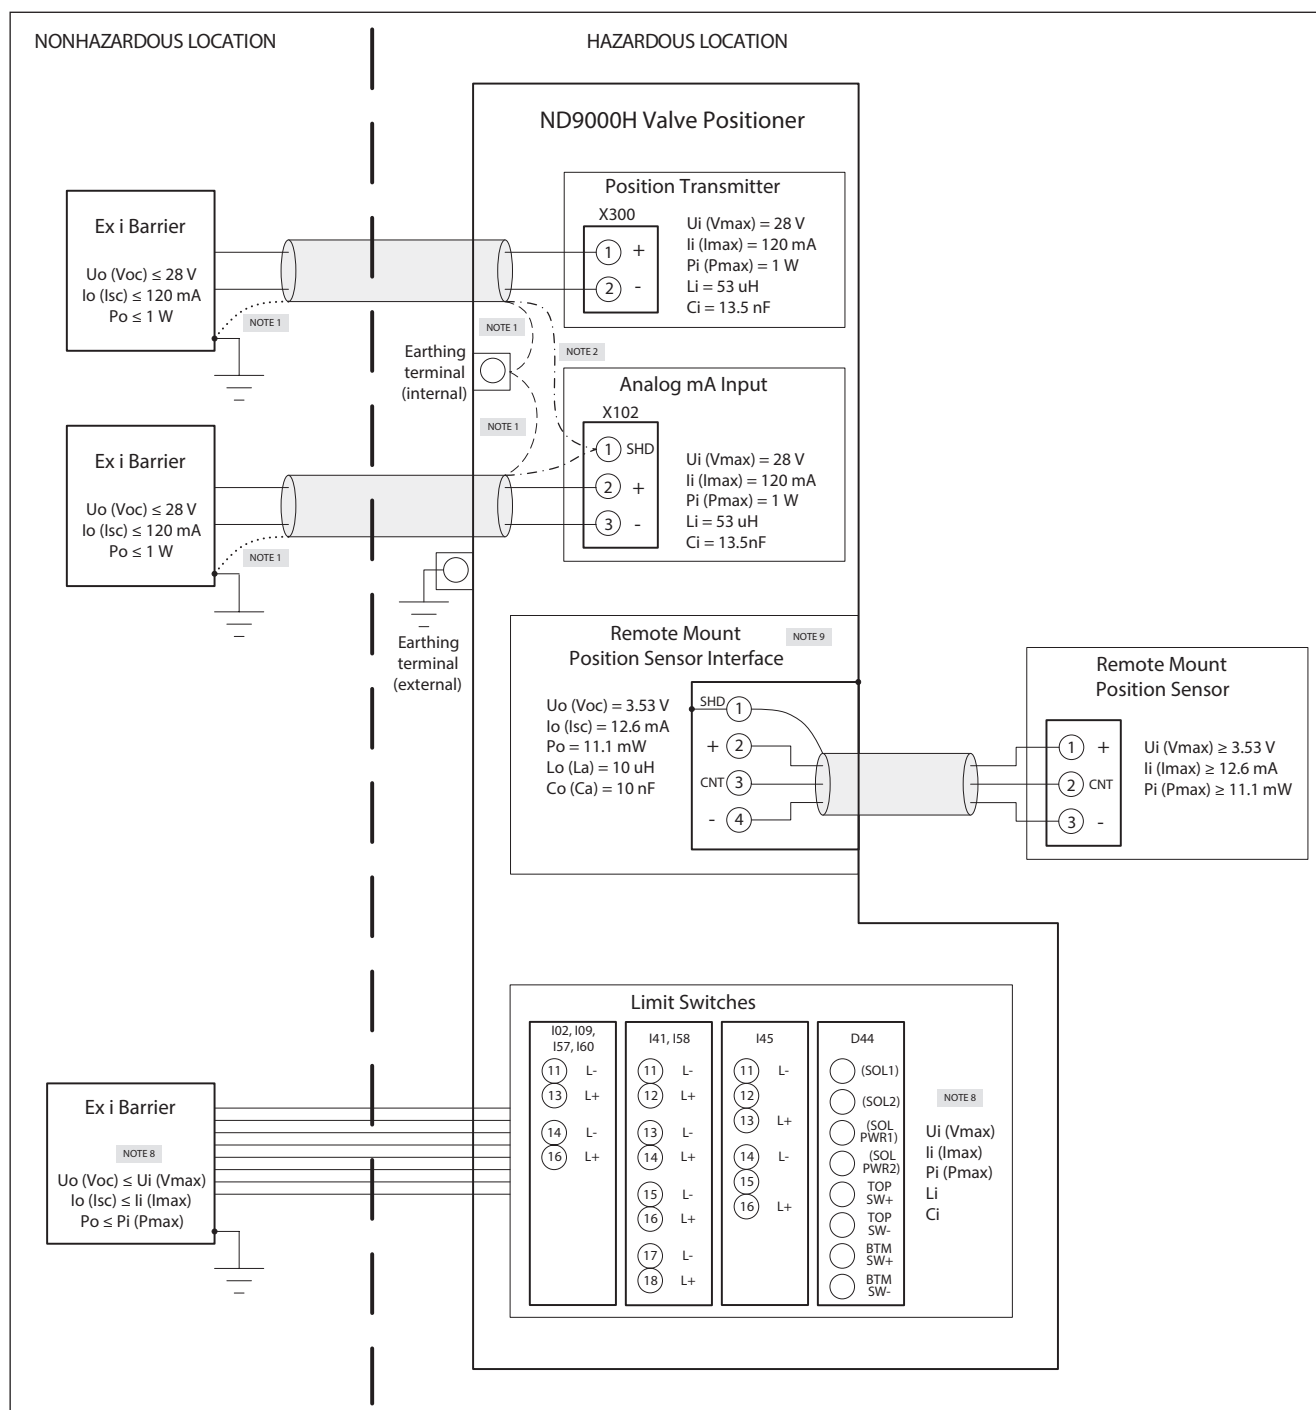 NONHAZARDOUS LOCATION
HAZARDOUS LOCATION
ND9000H Valve Positioner
Ex i Barrier
Uo (Voc) ≤ 28 V
Io (Isc) ≤ 120 mA
Po ≤ 1 W
NOTE 1
Position Transmitter
X300
1 +
2 -
Ui (Vmax) = 28 V
Ii (Imax) = 120 mA
Pi (Pmax) = 1 W
Li = 53 uH
Ci = 13.5 nF
NOTE 1
NOTE 2
Earthing
terminal
(internal)
NOTE 1
Ex i Barrier
Uo (Voc) ≤ 28 V
Io (Isc) ≤ 120 mA
Po ≤ 1 W
NOTE 1
Analog mA Input
X102
1 SHD
2 +
3 -
Ui (Vmax) = 28 V
Ii (Imax) = 120 mA
Pi (Pmax) = 1 W
Li = 53 uH
Ci = 13.5nF
Earthing
terminal
(external)
Remote Mount
Position Sensor Interface
NOTE 9
Uo (Voc) = 3.53 V
Io (Isc) = 12.6 mA
Po = 11.1 mW
Lo (La) = 10 uH
Co (Ca) = 10 nF
SHD 1
+ 2
CNT 3
- 4
Remote Mount
Position Sensor
1 +
2 CNT
3 -
Ui (Vmax) ≥ 3.53 V
Ii (Imax) ≥ 12.6 mA
Pi (Pmax) ≥ 11.1 mW
Ex i Barrier
NOTE 8
Uo (Voc) ≤ Ui (Vmax)
Io (Isc) ≤ Ii (Imax)
Po ≤ Pi (Pmax)
Limit Switches
I02, I09,
I57, I60
11 L-
13 L+
14 L-
16 L+
I41, I58
11 L-
12 L+
13 L-
14 L+
15 L-
16 L+
17 L-
18 L+
I45
11 L-
12
13 L+
14 L-
15
16 L+
D44
(SOL1)
(SOL2)
(SOL
PWR1)
(SOL
PWR2)
TOP
SW+
TOP
SW-
BTM
SW+
BTM
SW-
NOTE 8
Ui (Vmax)
Ii (Imax)
Pi (Pmax)
Li
Ci